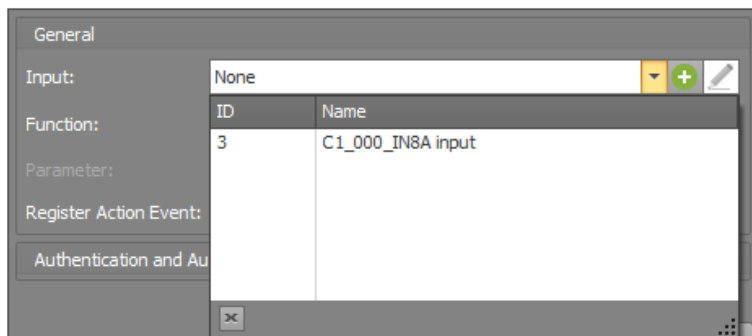 General
Input: None
ID Name
Function:
3 C1_000_IN8A input
Parameter:
Register Action Event:
Authentication and Au